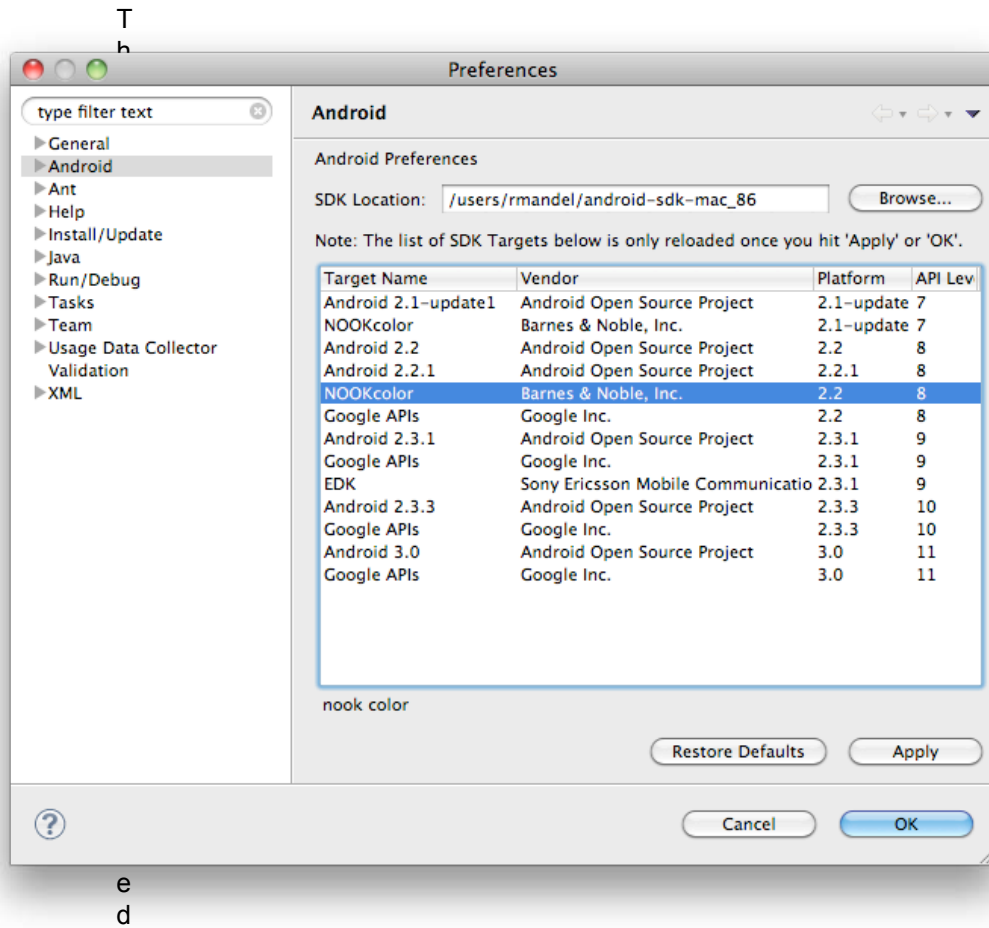 T
h
Preferences
type filter text
General
Android
Ant
Help
Install/Update
Java
Run/Debug
Tasks
Team
Usage Data Collector
Validation
XML
Android
Android Preferences
SDK Location: /users/rmandel/android-sdk-mac_86 Browse...
Note: The list of SDK Targets below is only reloaded once you hit 'Apply' or 'OK'.
Target Name Vendor Platform API Lev
Android 2.1-update1 Android Open Source Project 2.1-update 7
NOOKcolor Barnes & Noble, Inc. 2.1-update 7
Android 2.2 Android Open Source Project 2.2 8
Android 2.2.1 Android Open Source Project 2.2.1 8
NOOKcolor Barnes & Noble, Inc. 2.2 8
Google APIs Google Inc. 2.2 8
Android 2.3.1 Android Open Source Project 2.3.1 9
Google APIs Google Inc. 2.3.1 9
EDK Sony Ericsson Mobile Communicatio 2.3.1 9
Android 2.3.3 Android Open Source Project 2.3.3 10
Google APIs Google Inc. 2.3.3 10
Android 3.0 Android Open Source Project 3.0 11
Google APIs Google Inc. 3.0 11
nook color
Restore Defaults Apply
? Cancel OK
e
d